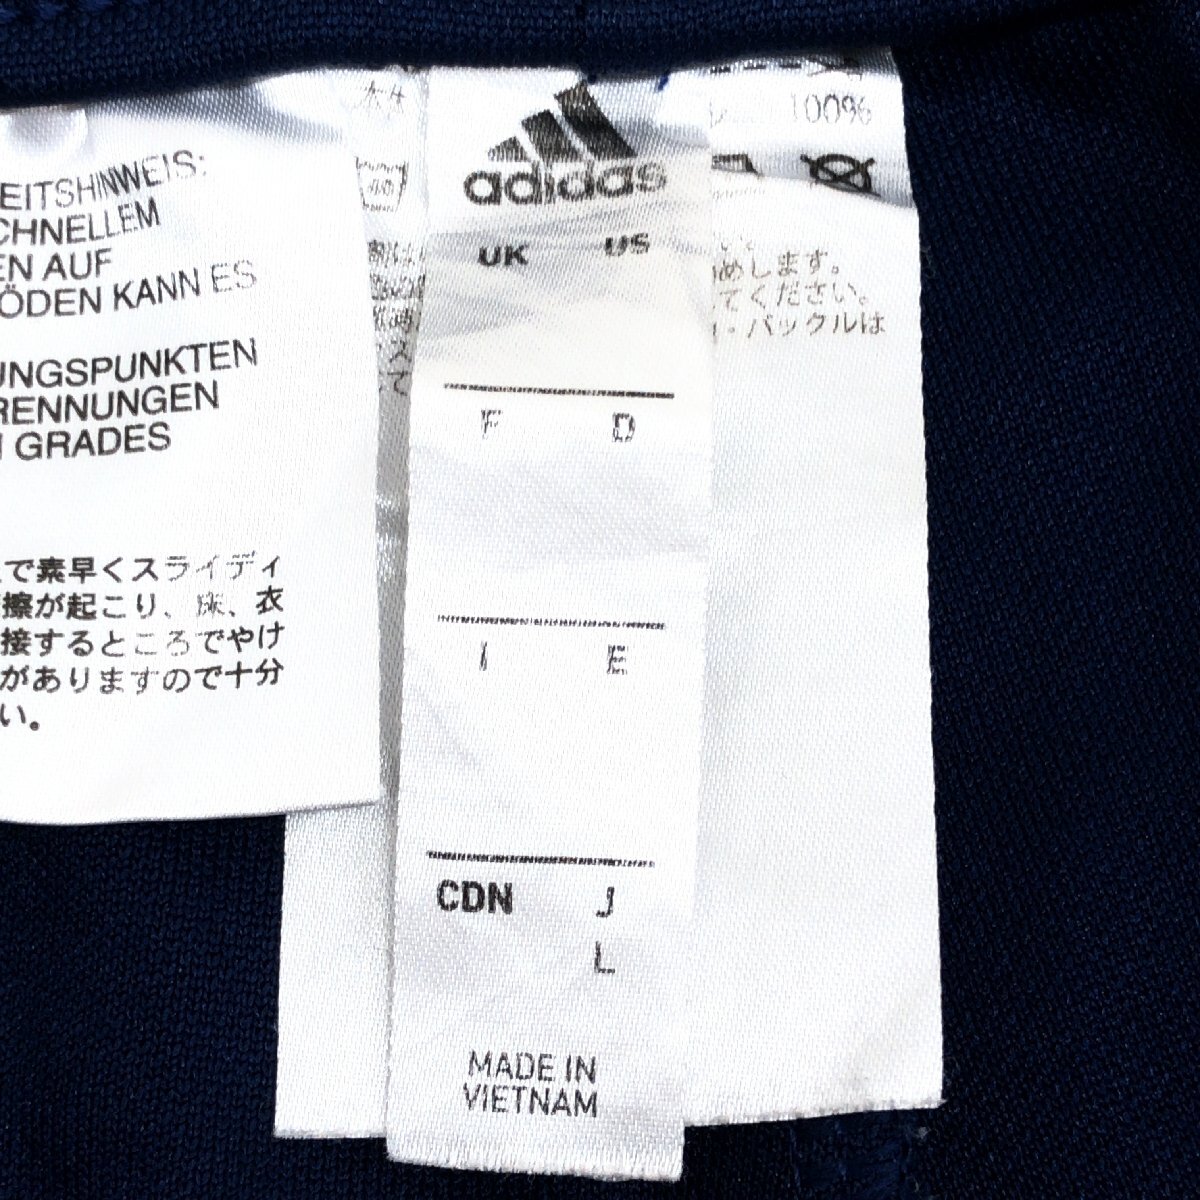 EITSHINWEIS:
CHNELLEM
EN AUF
ÖDEN KANN ES
UNGSPUNKTEN
RENNUNGEN
GRADES
で素早くスライディ
擦が起こり、床、衣
接するところでやけ
がありますので十分
い。
40
adidas
UK US
F D
I E
CDN J
L
MADE IN
VIETNAM
100%
めします。
てください。
・バックルは